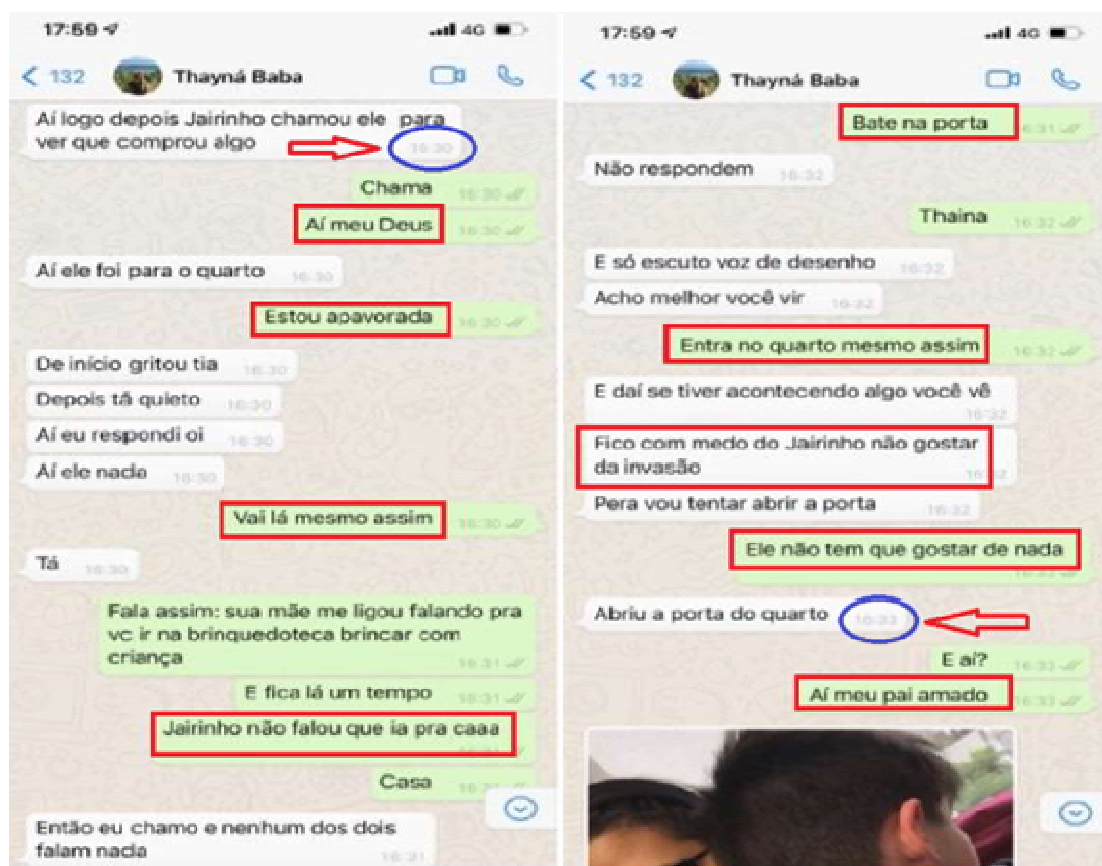 17:59
4G
132
Thayná Baba
Aí logo depois Jairinho chamou ele para
ver que comprou algo
16:30
Chama
16:30
Aí meu Deus
16:30
Aí ele foi para o quarto
16:30
Estou apavorada
16:30
De início gritou tia
16:30
Depois tá quieto
16:30
Aí eu respondi oi
16:30
Aí ele nada
16:30
Vai lá mesmo assim
16:30
Tá
16:30
Fala assim: sua mãe me ligou falando pra
vc ir na brinquedoteca brincar com
criança
16:31
E fica lá um tempo
16:31
Jairinho não falou que ia pra caaa
Casa
Então eu chamo e nenhum dos dois
falam nada
16:31
17:59
4G
132
Thayná Baba
Bate na porta
16:31
Não respondem
16:32
Thaina
16:32
E só escuto voz de desenho
16:32
Acho melhor você vir
16:32
Entra no quarto mesmo assim
16:32
E daí se tiver acontecendo algo você vê
16:32
Fico com medo do Jairinho não gostar
da invasão
16:32
Pera vou tentar abrir a porta
16:32
Ele não tem que gostar de nada
16:33
Abriu a porta do quarto
16:33
E aí?
16:33
Aí meu pai amado
16:33